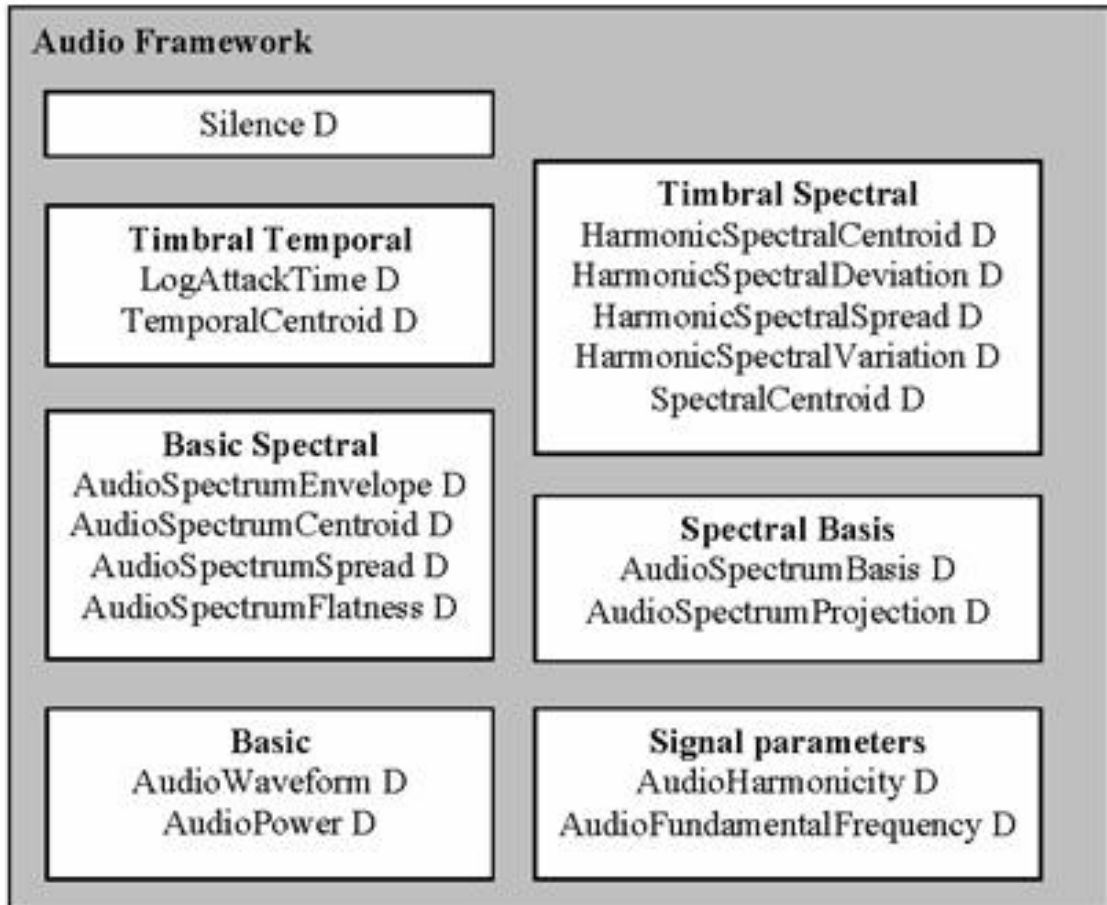 Audio Framework
Silence D
Timbral Temporal
LogAttackTime D
TemporalCentroid D
Basic Spectral
AudioSpectrumEnvelope D
AudioSpectrumCentroid D
AudioSpectrumSpread D
AudioSpectrumFlatness D
Basic
AudioWaveform D
AudioPower D
Timbral Spectral
HarmonicSpectralCentroid D
HarmonicSpectralDeviation D
HarmonicSpectralSpread D
HarmonicSpectralVariation D
SpectralCentroid D
Spectral Basis
AudioSpectrumBasis D
AudioSpectrumProjection D
Signal parameters
AudioHarmonicity D
AudioFundamentalFrequency D